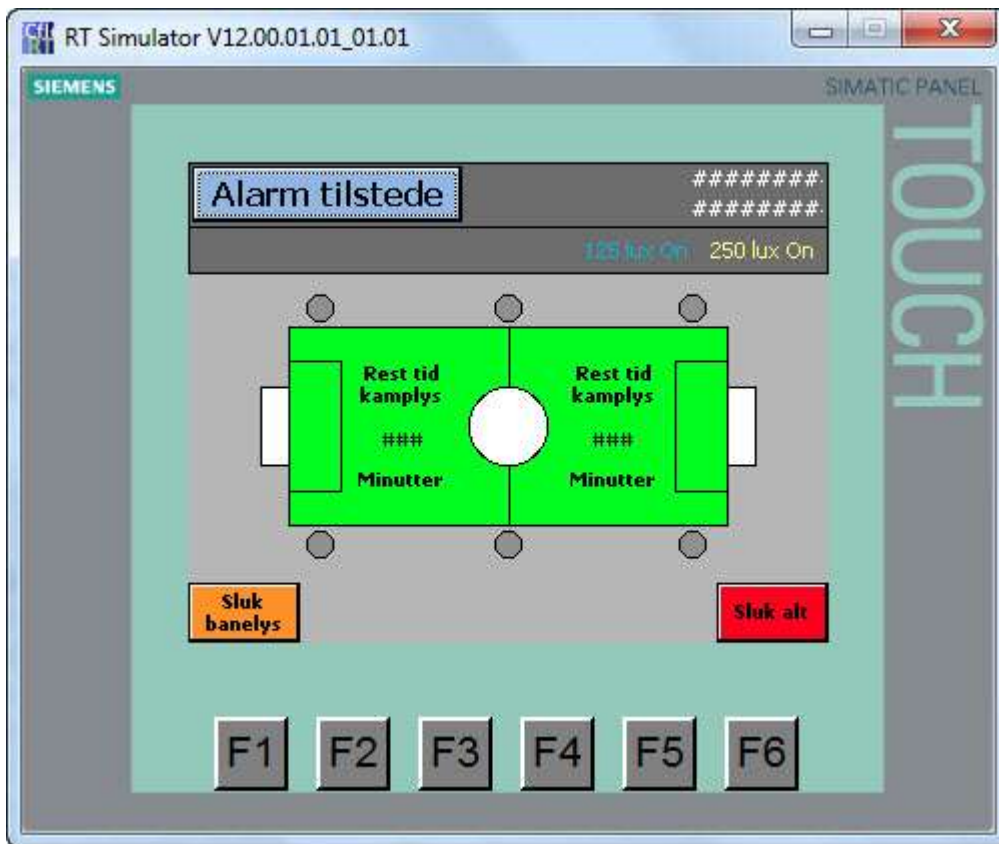 RT Simulator V12.00.01.01_01.01
SIEMENS
SIMATIC PANEL
TOUCH
Alarm tilstede
########.
########.
125 lux On 250 lux On
Rest tid
kamplys
###
Minutter
Rest tid
kamplys
###
Minutter
Sluk
banelys
Sluk alt
F1 F2 F3 F4 F5 F6